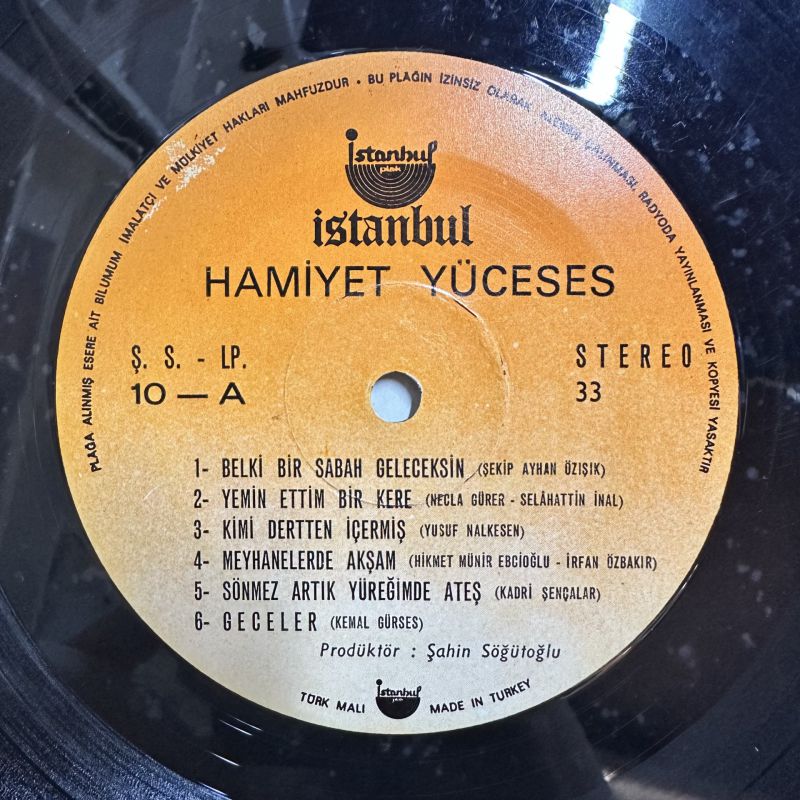 PLAĞA ALINMIŞ ESERE AİT BİLUMUM İMALATÇI VE MÜLKİYET HAKLARI MAHFUZDUR • BU PLAĞIN İZİNSİZ OLARAK ALENEN ÇALINMASI, RADYODA YAYINLANMASI VE KOPYESİ YASAKTIR
istanbul
plak
istanbul
HAMİYET YÜCESES
Ş. S. - LP.
10 — A
STEREO
33
1- BELKİ BİR SABAH GELECEKSİN (ŞEKİP AYHAN ÖZIŞIK)
2- YEMİN ETTİM BİR KERE (NECLA GÜRER - SELÂHATTİN İNAL)
3- KİMİ DERTTEN İÇERMİŞ (YUSUF NALKESEN)
4- MEYHANELERDE AKŞAM (HİKMET MÜNİR EBCİOĞLU - İRFAN ÖZBAKIR)
5- SÖNMEZ ARTIK YÜREĞİMDE ATEŞ (KADRİ ŞENÇALAR)
6- GECELER (KEMAL GÜRSES)
Prodüktör : Şahin Söğütoğlu
TÜRK MALI
istanbul
plak
MADE IN TURKEY